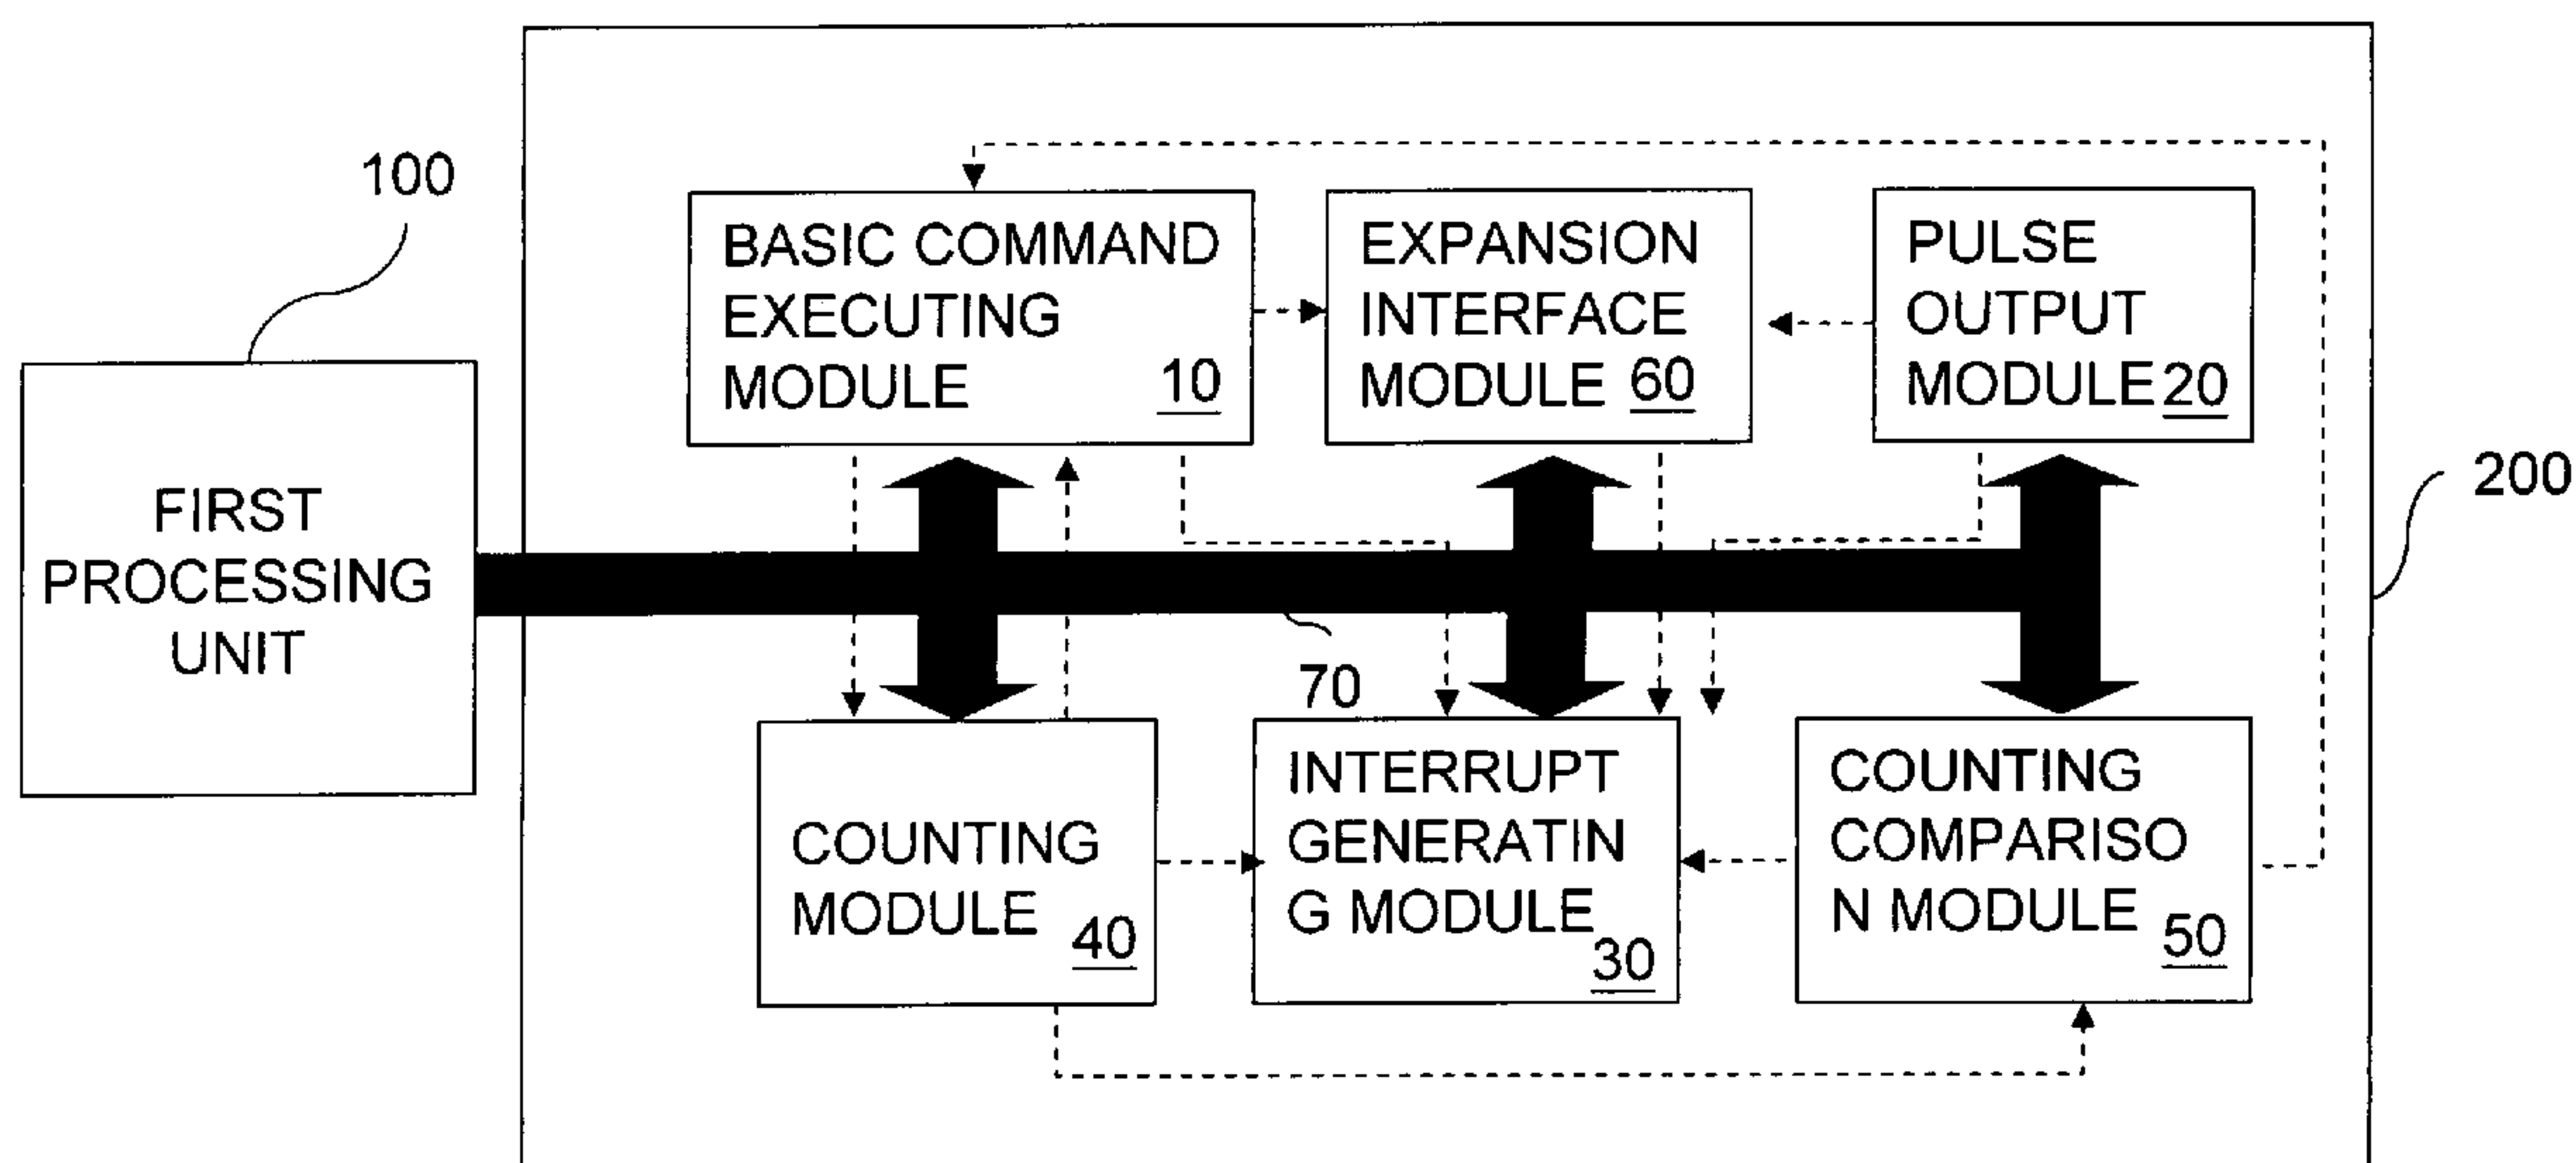 100
BASIC COMMAND
EXECUTING
MODULE 10
EXPANSION
INTERFACE
MODULE 60
PULSE
OUTPUT
MODULE 20
200
FIRST
PROCESSING
UNIT
70
COUNTING
MODULE 40
INTERRUPT
GENERATIN
G MODULE
30
COUNTING
COMPARISO
N MODULE 50